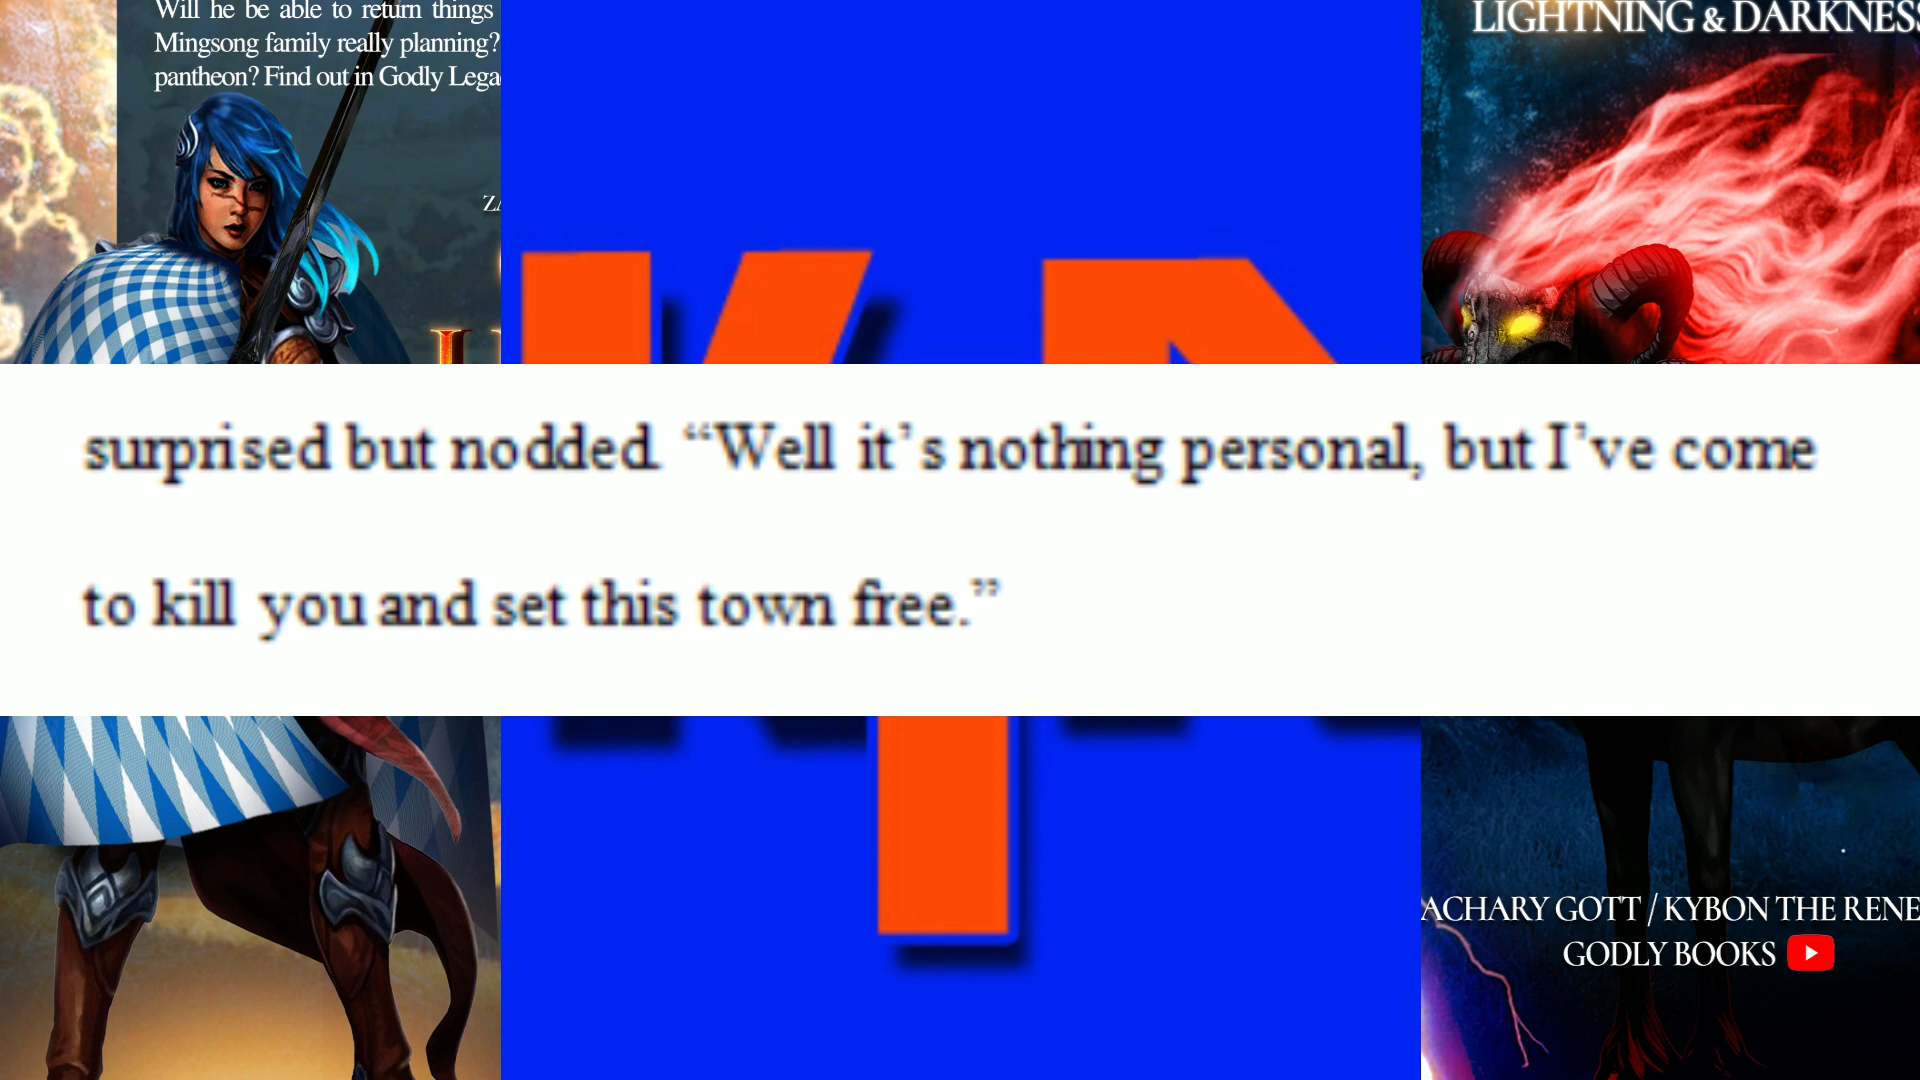 Will he be able to return things
Mingsong family really planning?
pantheon? Find out in Godly Lega
ZA
LIGHTNING & DARKNESS
surprised but nodded. “Well it’s nothing personal, but I’ve come
to kill you and set this town free.”
ACHARY GOTT / KYBON THE RENE
GODLY BOOKS